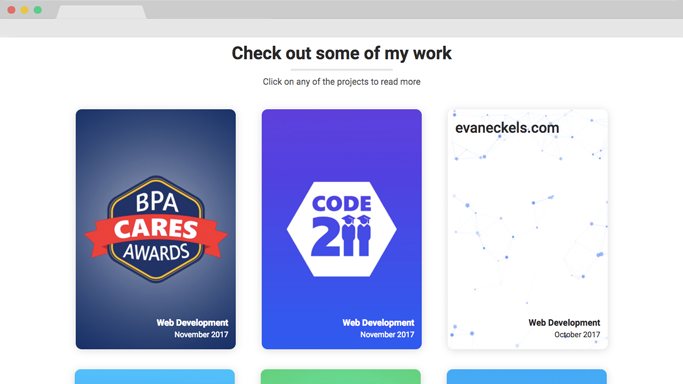 Check out some of my work
Click on any of the projects to read more
BPA
CARES
AWARDS
Web Development
November 2017
CODE
211
Web Development
November 2017
evaneckels.com
Web Development
October 2017